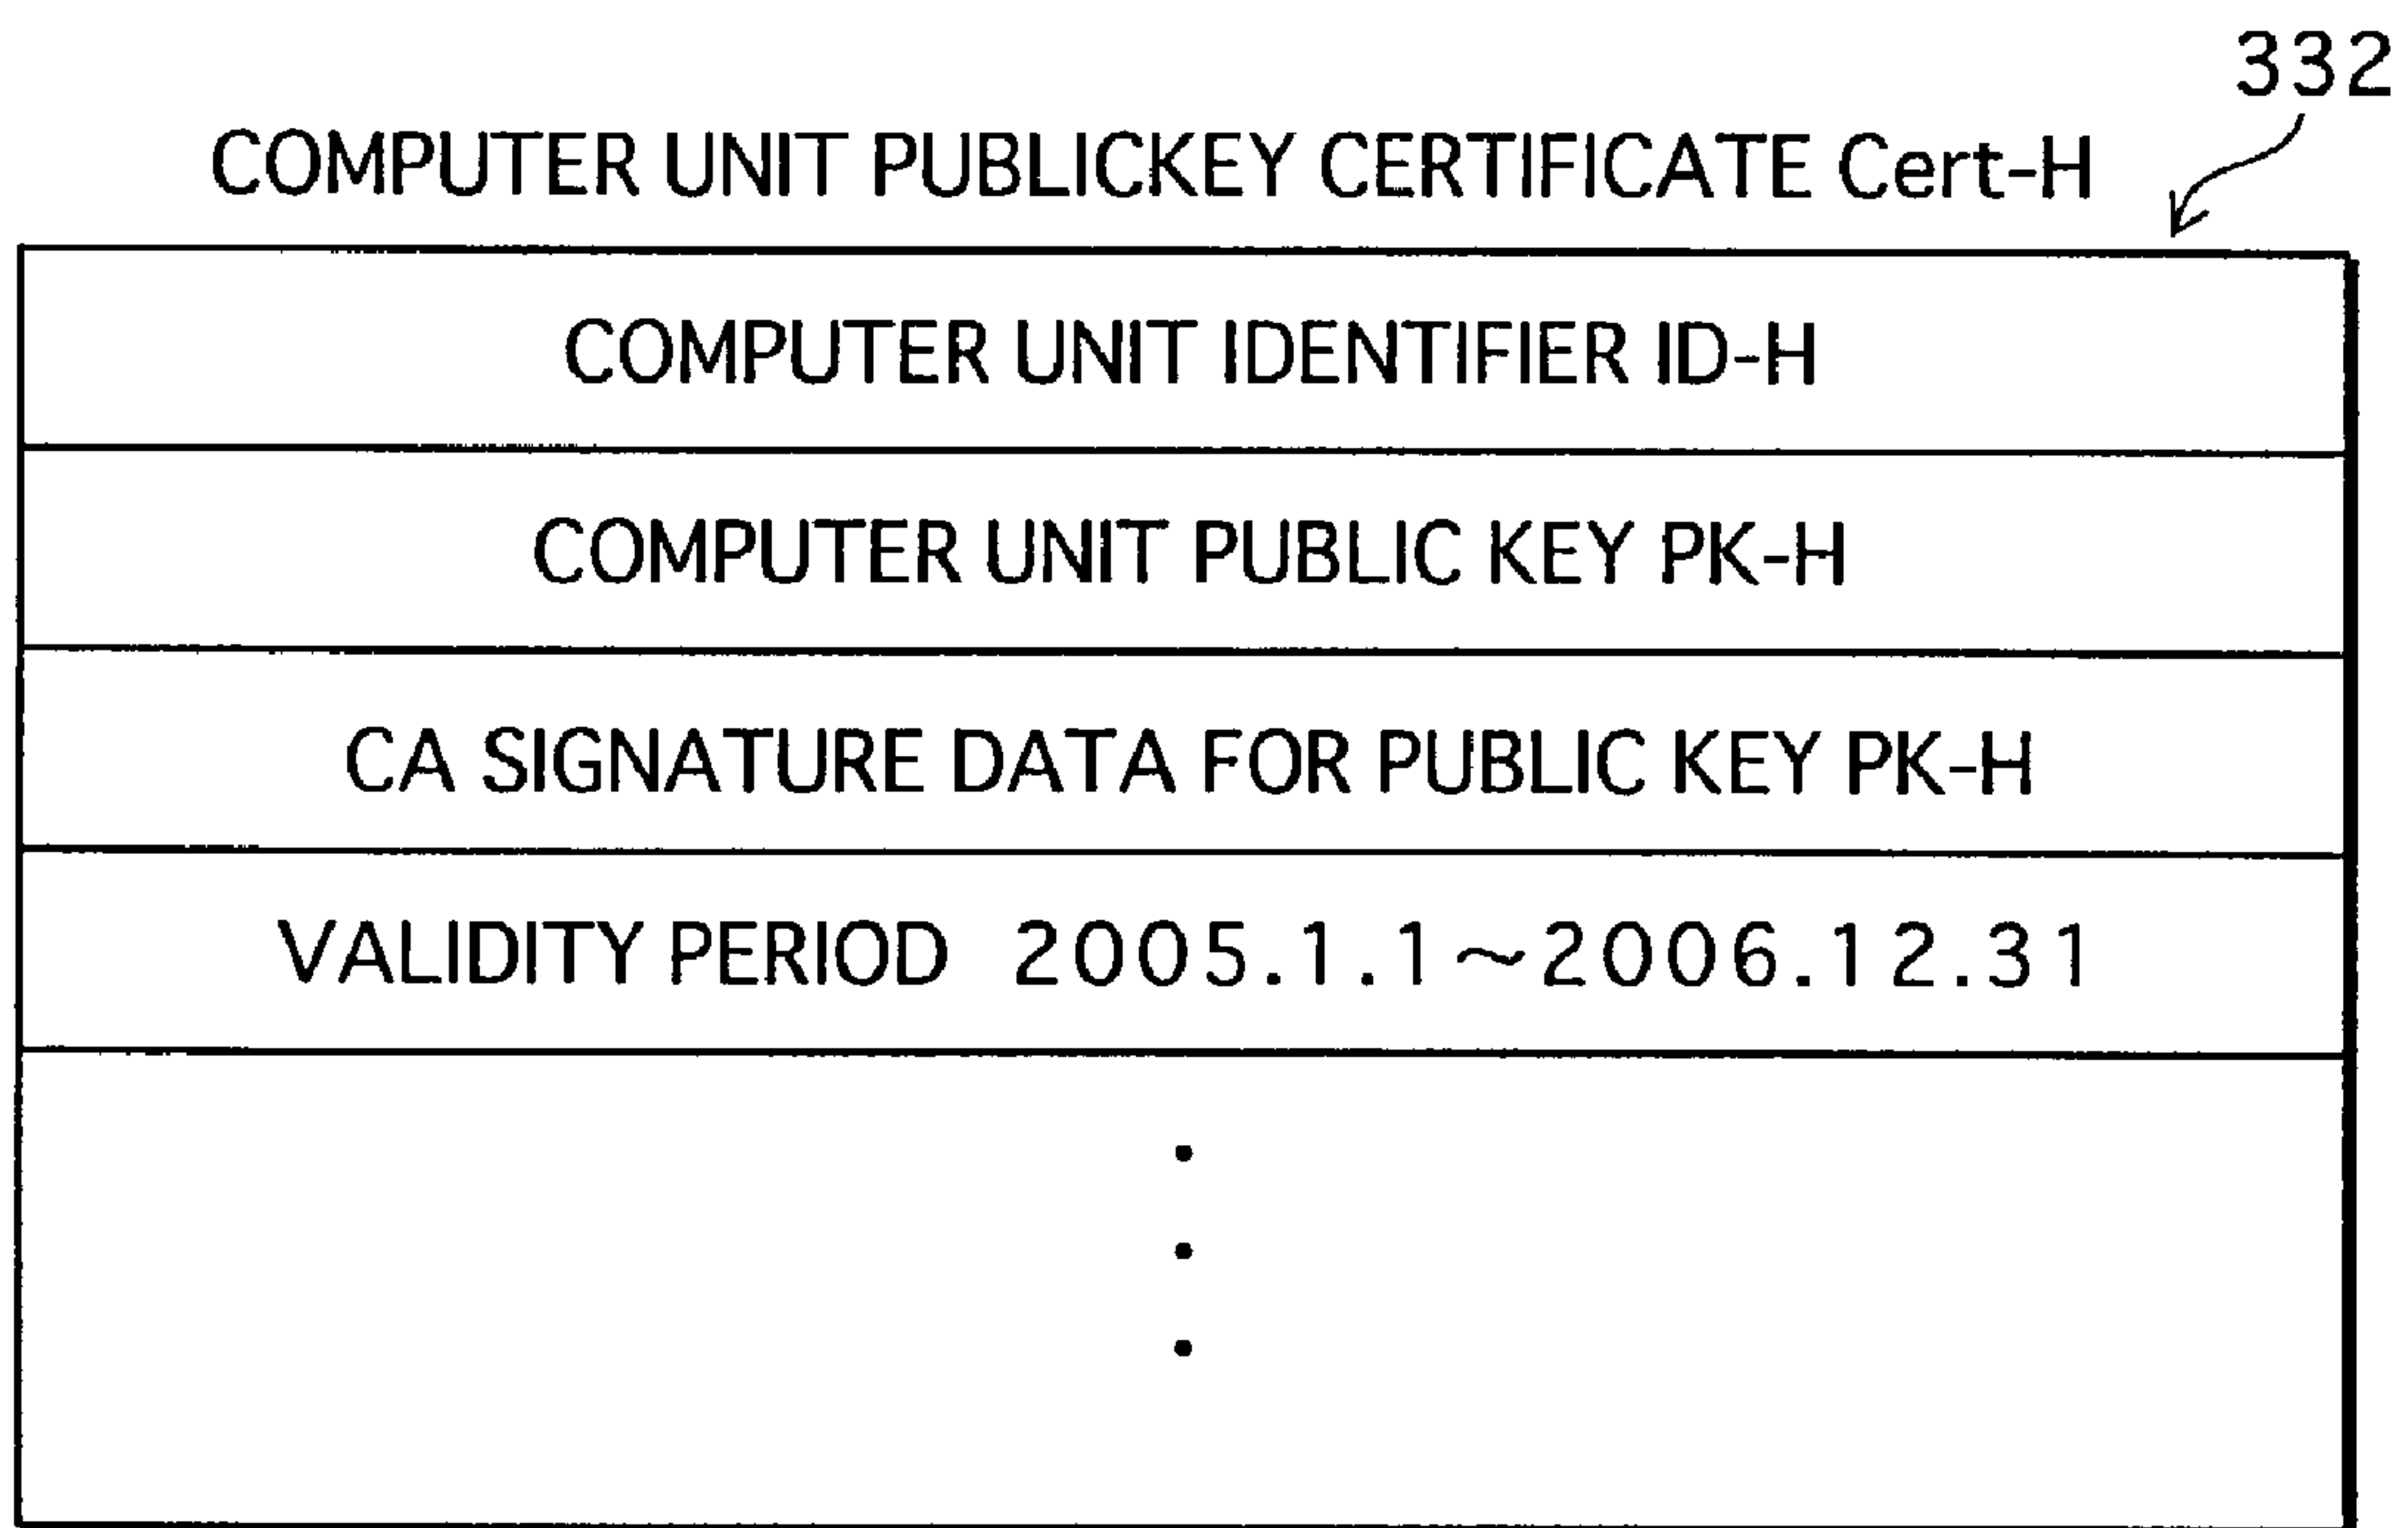 332
COMPUTER UNIT PUBLICKEY CERTIFICATE Cert-H
COMPUTER UNIT IDENTIFIER ID-H
COMPUTER UNIT PUBLIC KEY PK-H
CA SIGNATURE DATA FOR PUBLIC KEY PK-H
VALIDITY PERIOD 2005.1.1~2006.12.31